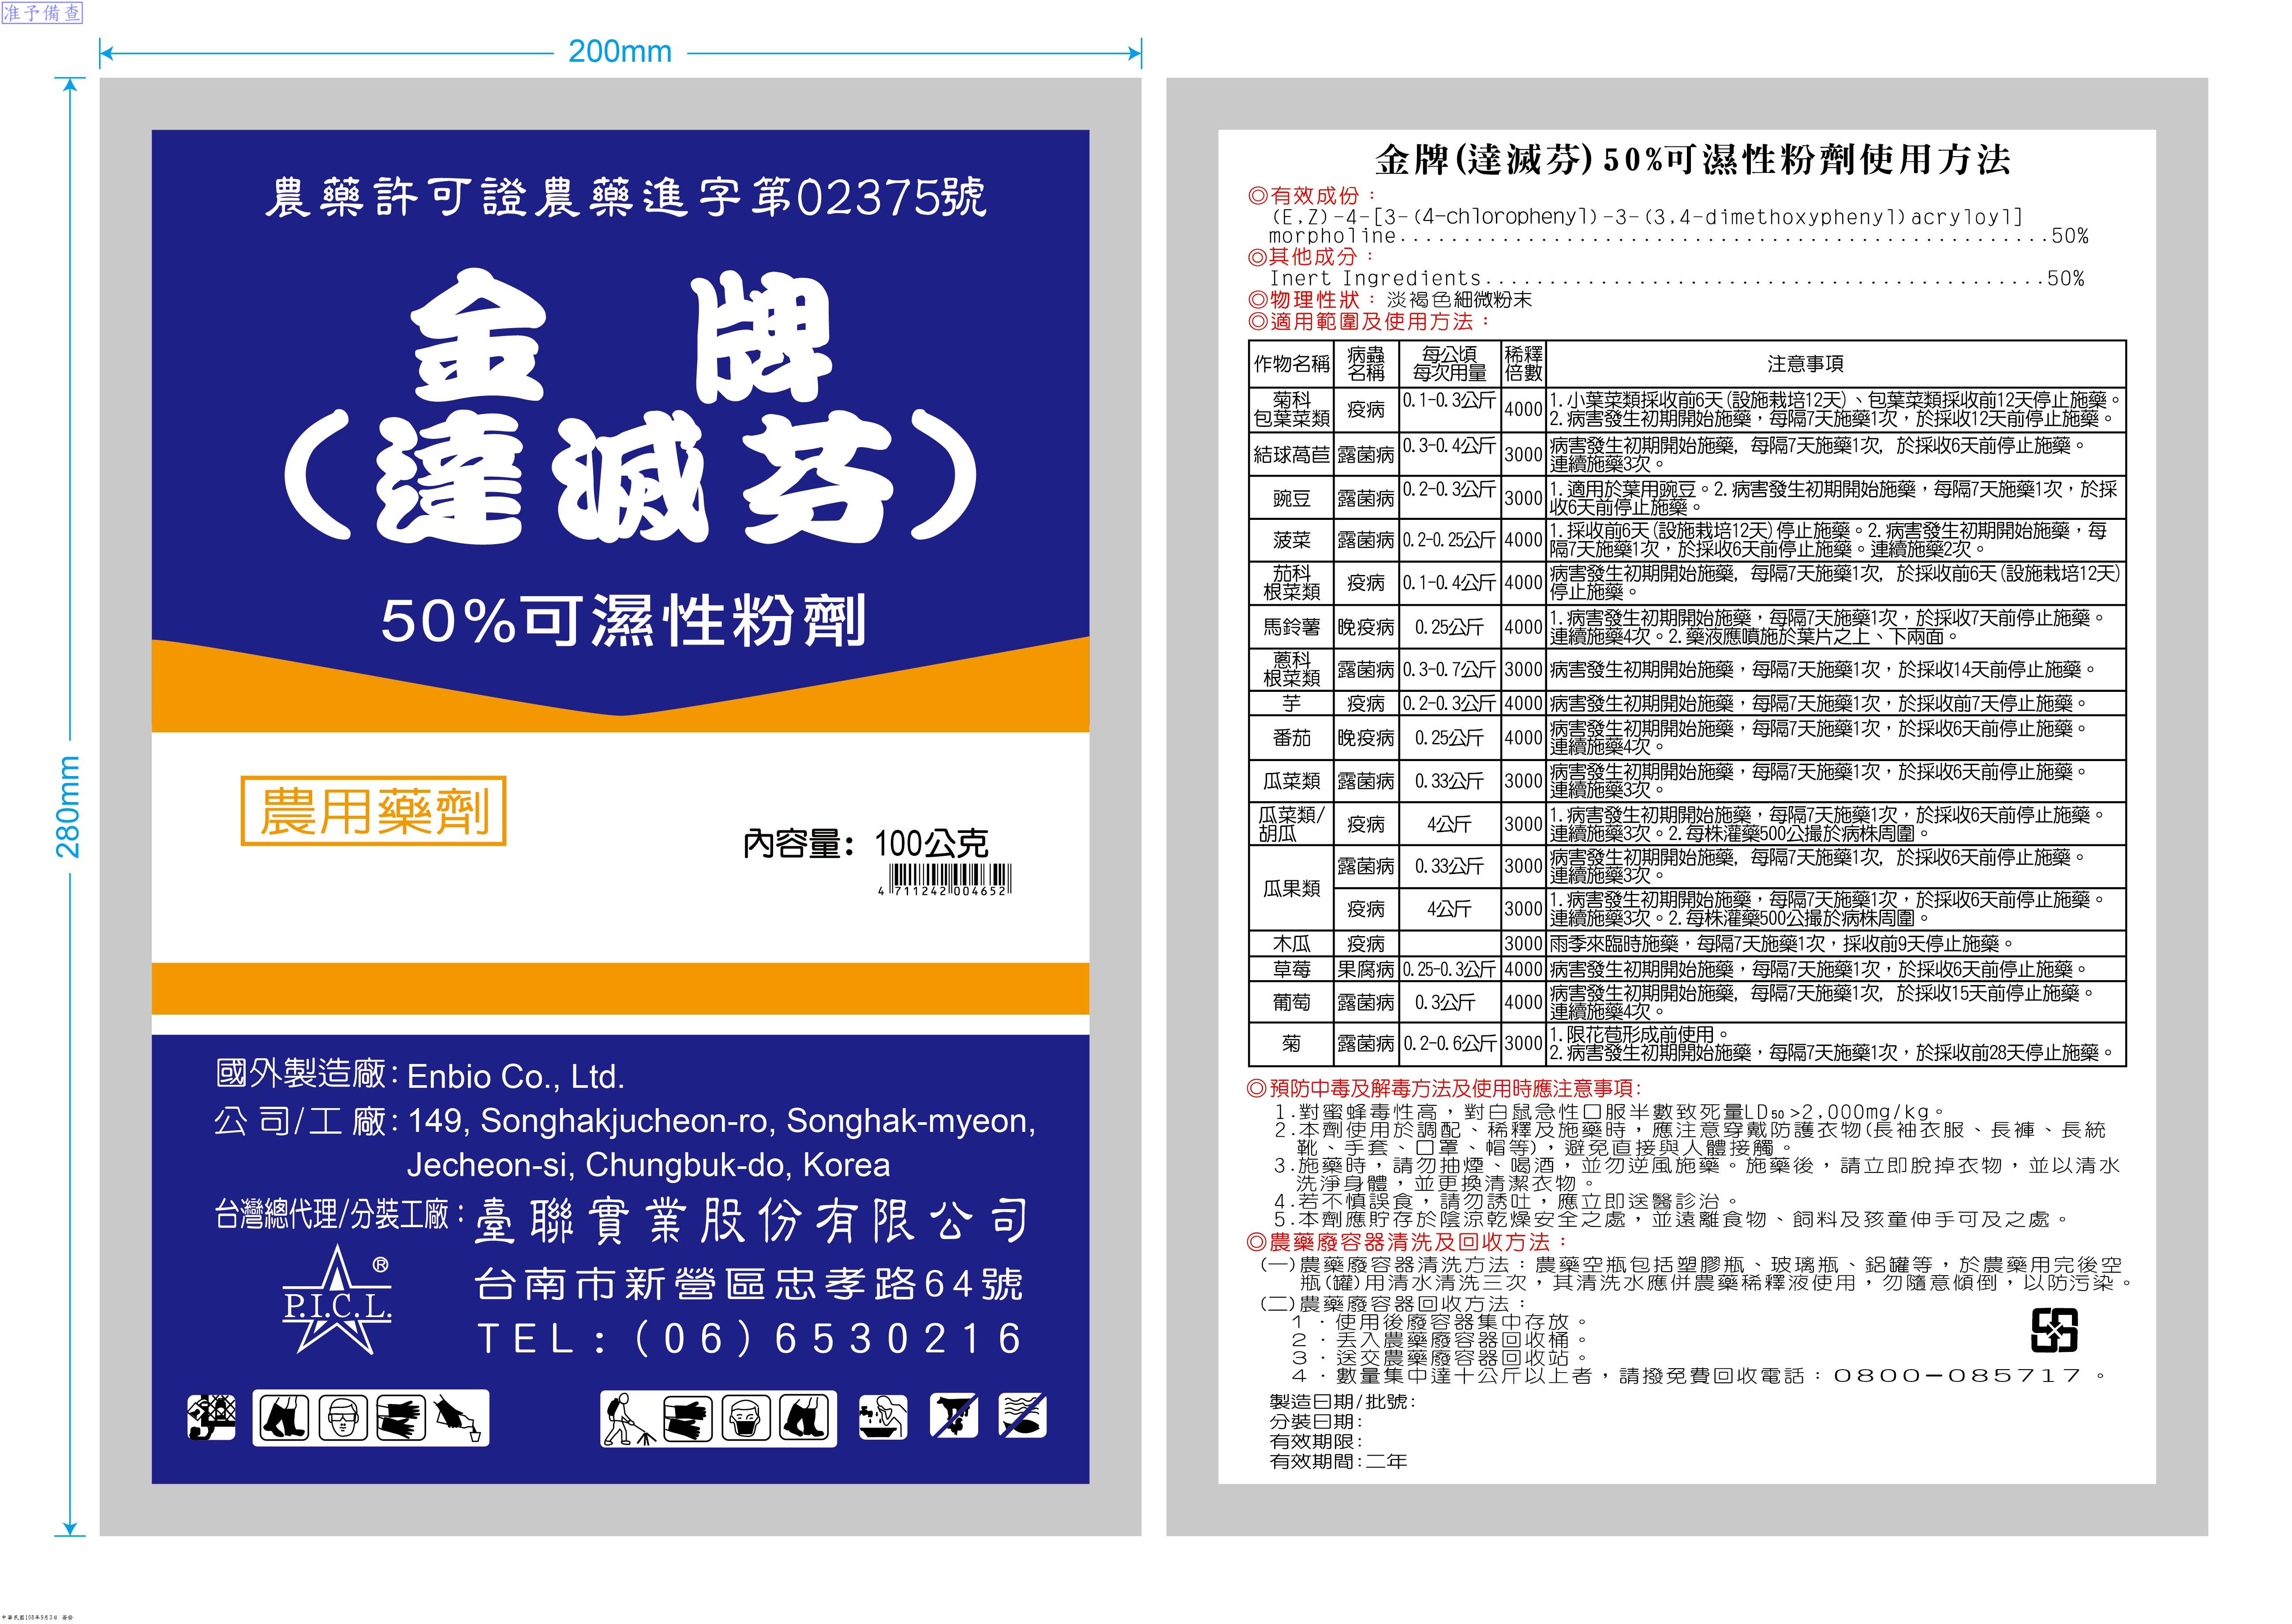 准予備查
200mm
280mm
農藥許可證農藥進字第02375號
金牌
(達滅芬)
50%可濕性粉劑
農用藥劑
內容量: 100公克
4 711242 004652
國外製造廠: Enbio Co., Ltd.
公司/工廠: 149, Songhakjucheon-ro, Songhak-myeon,
Jecheon-si, Chungbuk-do, Korea
台灣總代理/分裝工廠: 臺聯實業股份有限公司
台南市新營區忠孝路64號
TEL:(06)6530216
®
P.I.C.L.
金牌(達滅芬)50%可濕性粉劑使用方法
◎有效成份:
(E,Z)-4-[3-(4-chlorophenyl)-3-(3,4-dimethoxyphenyl)acryloyl]
morpholine..................................................50%
◎其他成分:
Inert Ingredients...........................................50%
◎物理性狀: 淡褐色細微粉末
◎適用範圍及使用方法:
作物名稱 病蟲名稱 每公頃每次用量 稀釋倍數 注意事項
菊科包葉菜類 疫病 0.1-0.3公斤 4000 1.小葉菜類採收前6天(設施栽培12天)、包葉菜類採收前12天停止施藥。
2.病害發生初期開始施藥,每隔7天施藥1次,於採收12天前停止施藥。
結球萵苣 露菌病 0.3-0.4公斤 3000 病害發生初期開始施藥, 每隔7天施藥1次, 於採收6天前停止施藥。
連續施藥3次。
豌豆 露菌病 0.2-0.3公斤 3000 1.適用於葉用豌豆。2.病害發生初期開始施藥,每隔7天施藥1次,於採
收6天前停止施藥。
菠菜 露菌病 0.2-0.25公斤 4000 1.採收前6天(設施栽培12天)停止施藥。2.病害發生初期開始施藥,每
隔7天施藥1次,於採收6天前停止施藥。連續施藥2次。
茄科根菜類 疫病 0.1-0.4公斤 4000 病害發生初期開始施藥, 每隔7天施藥1次, 於採收前6天(設施栽培12天)
停止施藥。
馬鈴薯 晚疫病 0.25公斤 4000 1.病害發生初期開始施藥,每隔7天施藥1次,於採收7天前停止施藥。
連續施藥4次。2.藥液應噴施於葉片之上、下兩面。
蔥科根菜類 露菌病 0.3-0.7公斤 3000 病害發生初期開始施藥,每隔7天施藥1次,於採收14天前停止施藥。
芋 疫病 0.2-0.3公斤 4000 病害發生初期開始施藥,每隔7天施藥1次,於採收前7天停止施藥。
番茄 晚疫病 0.25公斤 4000 病害發生初期開始施藥,每隔7天施藥1次,於採收6天前停止施藥。
連續施藥4次。
瓜菜類 露菌病 0.33公斤 3000 病害發生初期開始施藥,每隔7天施藥1次,於採收6天前停止施藥。
連續施藥3次。
瓜菜類/胡瓜 疫病 4公斤 3000 1.病害發生初期開始施藥,每隔7天施藥1次,於採收6天前停止施藥。
連續施藥3次。2.每株灌藥500公撮於病株周圍。
瓜果類 露菌病 0.33公斤 3000 病害發生初期開始施藥, 每隔7天施藥1次, 於採收6天前停止施藥。
連續施藥3次。
疫病 4公斤 3000 1.病害發生初期開始施藥,每隔7天施藥1次,於採收6天前停止施藥。
連續施藥3次。2.每株灌藥500公撮於病株周圍。
木瓜 疫病 3000 雨季來臨時施藥,每隔7天施藥1次,採收前9天停止施藥。
草莓 果腐病 0.25-0.3公斤 4000 病害發生初期開始施藥,每隔7天施藥1次,於採收6天前停止施藥。
葡萄 露菌病 0.3公斤 4000 病害發生初期開始施藥, 每隔7天施藥1次, 於採收15天前停止施藥。
連續施藥4次。
菊 露菌病 0.2-0.6公斤 3000 1.限花苞形成前使用。
2.病害發生初期開始施藥,每隔7天施藥1次,於採收前28天停止施藥。
◎預防中毒及解毒方法及使用時應注意事項:
1.對蜜蜂毒性高,對白鼠急性口服半數致死量LD50 >2,000mg/kg。
2.本劑使用於調配、稀釋及施藥時,應注意穿戴防護衣物(長袖衣服、長褲、長統
靴、手套、口罩、帽等),避免直接與人體接觸。
3.施藥時,請勿抽煙、喝酒,並勿逆風施藥。施藥後,請立即脫掉衣物,並以清水
洗淨身體,並更換清潔衣物。
4.若不慎誤食,請勿誘吐,應立即送醫診治。
5.本劑應貯存於陰涼乾燥安全之處,並遠離食物、飼料及孩童伸手可及之處。
◎農藥廢容器清洗及回收方法:
(一)農藥廢容器清洗方法:農藥空瓶包括塑膠瓶、玻璃瓶、鋁罐等,於農藥用完後空
瓶(罐)用清水清洗三次,其清洗水應併農藥稀釋液使用,勿隨意傾倒,以防污染。
(二)農藥廢容器回收方法:
1.使用後廢容器集中存放。
2.丟入農藥廢容器回收桶。
3.送交農藥廢容器回收站。
4.數量集中達十公斤以上者,請撥免費回收電話:0800-085717。
製造日期/批號:
分裝日期:
有效期限:
有效期間:二年
中華民國108年9月3日